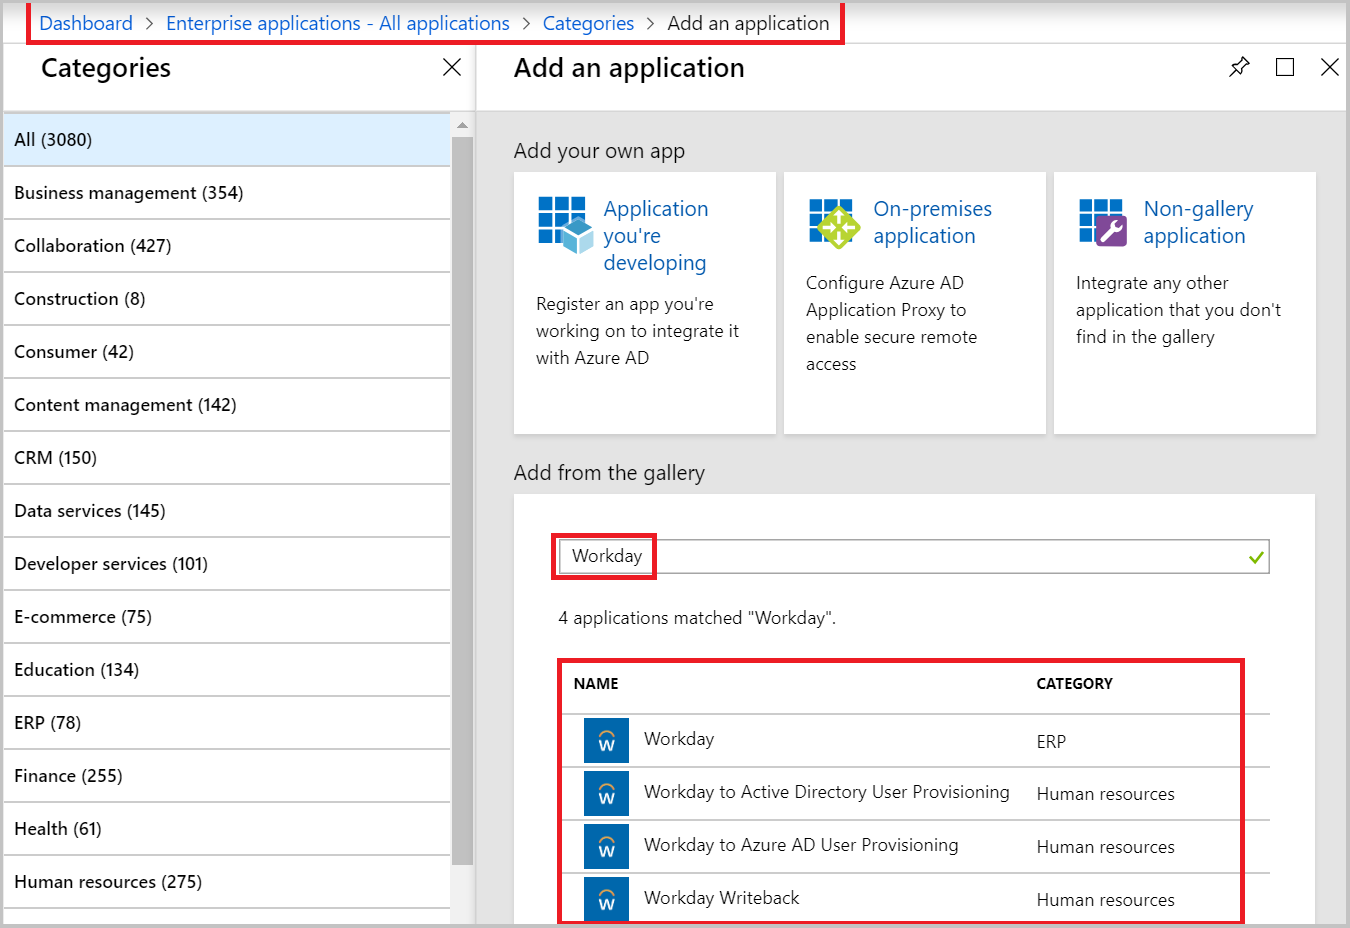 Dashboard > Enterprise applications - All applications > Categories > Add an application
Categories
All (3080)
Business management (354)
Collaboration (427)
Construction (8)
Consumer (42)
Content management (142)
CRM (150)
Data services (145)
Developer services (101)
E-commerce (75)
Education (134)
ERP (78)
Finance (255)
Health (61)
Human resources (275)
Add an application
Add your own app
Application
you're
developing
Register an app you're
working on to integrate it
with Azure AD
On-premises
application
Configure Azure AD
Application Proxy to
enable secure remote
access
Non-gallery
application
Integrate any other
application that you don't
find in the gallery
Add from the gallery
Workday
4 applications matched "Workday".
NAME CATEGORY
W Workday ERP
W Workday to Active Directory User Provisioning Human resources
W Workday to Azure AD User Provisioning Human resources
W Workday Writeback Human resources